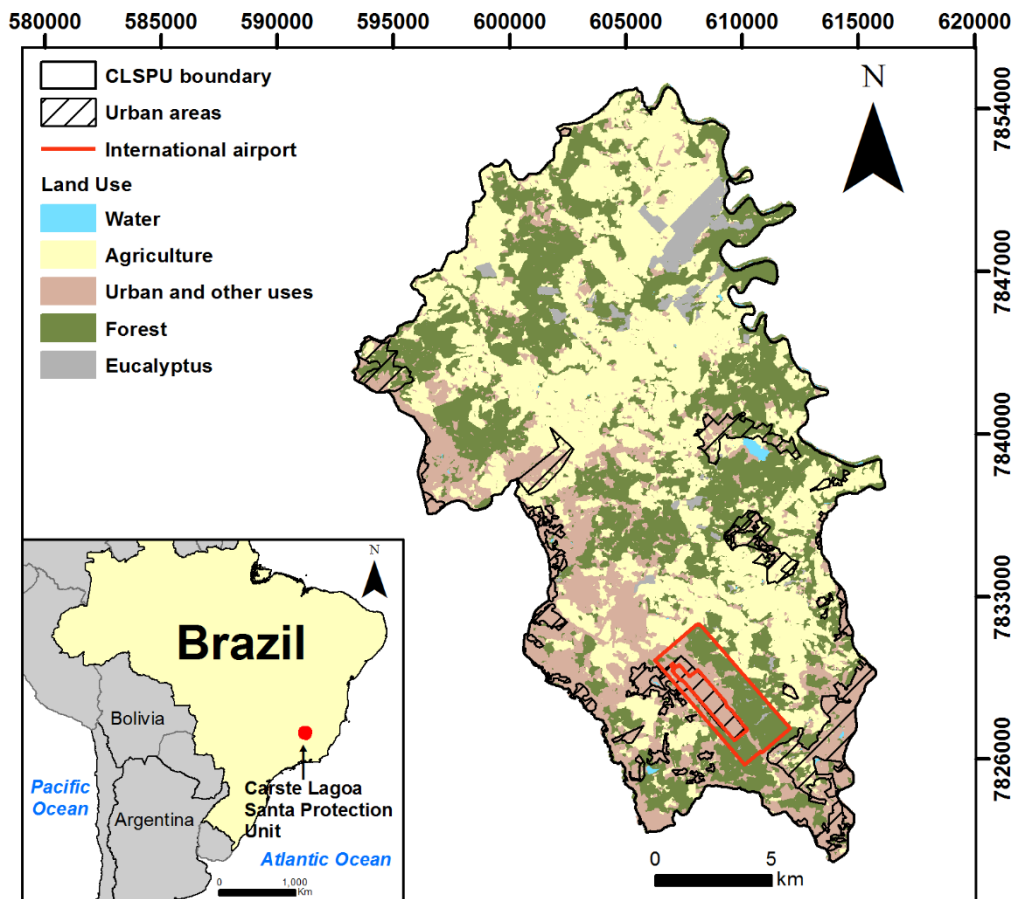 580000 585000 590000 595000 600000 605000 610000 615000 620000
CLSPU boundary
Urban areas
International airport
Land Use
Water
Agriculture
Urban and other uses
Forest
Eucalyptus
N
7854000
7847000
7840000
7833000
7826000
0 5
km
N
Brazil
Bolivia
Argentina
Pacific
Ocean
Carste Lagoa
Santa Protection
Unit
Atlantic Ocean
0 1,000
Km